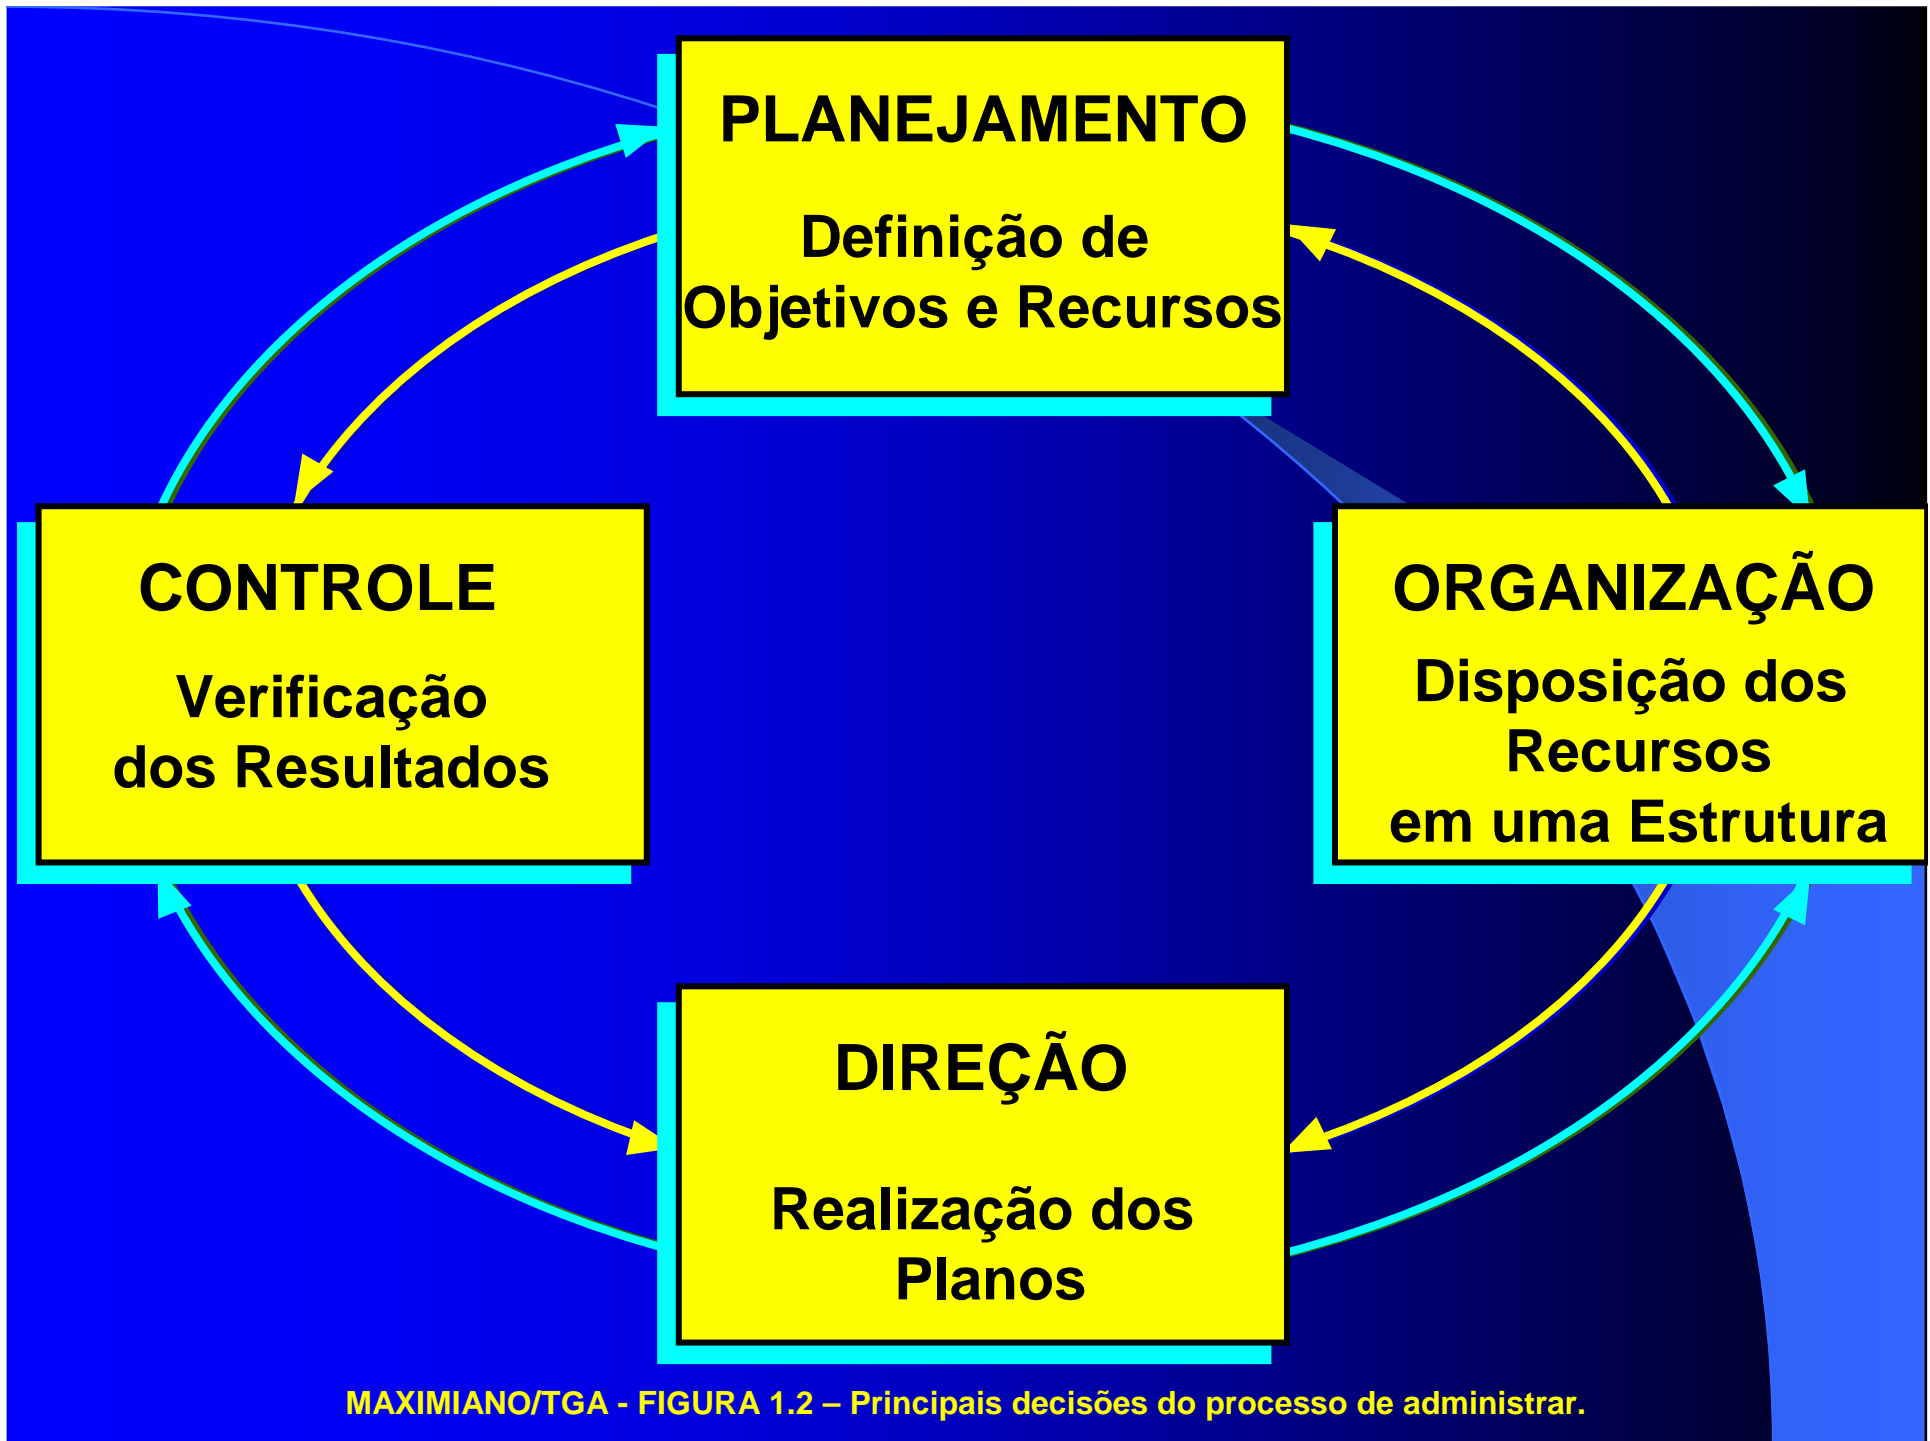 PLANEJAMENTO
Definição de
Objetivos e Recursos
CONTROLE
Verificação
dos Resultados
ORGANIZAÇÃO
Disposição dos
Recursos
em uma Estrutura
DIREÇÃO
Realização dos
Planos
MAXIMIANO/TGA - FIGURA 1.2 – Principais decisões do processo de administrar.